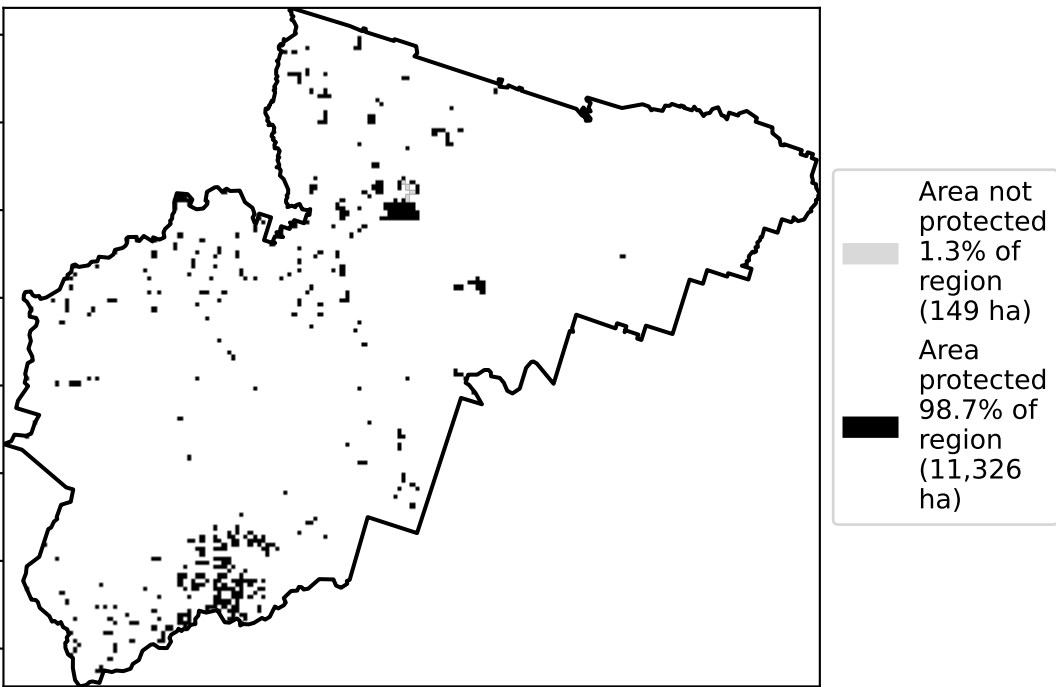 Area not
protected
1.3% of
region
(149 ha)
Area
protected
98.7% of
region
(11,326
ha)